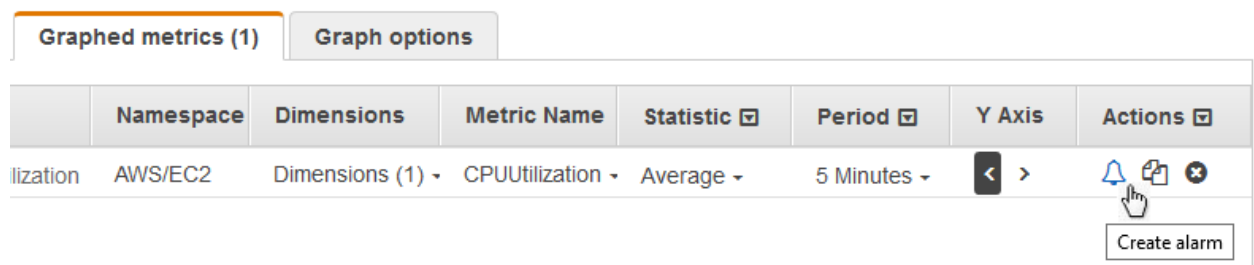 Graphed metrics (1) Graph options
Namespace Dimensions Metric Name Statistic Period Y Axis Actions
ilization AWS/EC2 Dimensions (1) CPUUtilization Average 5 Minutes < >
Create alarm